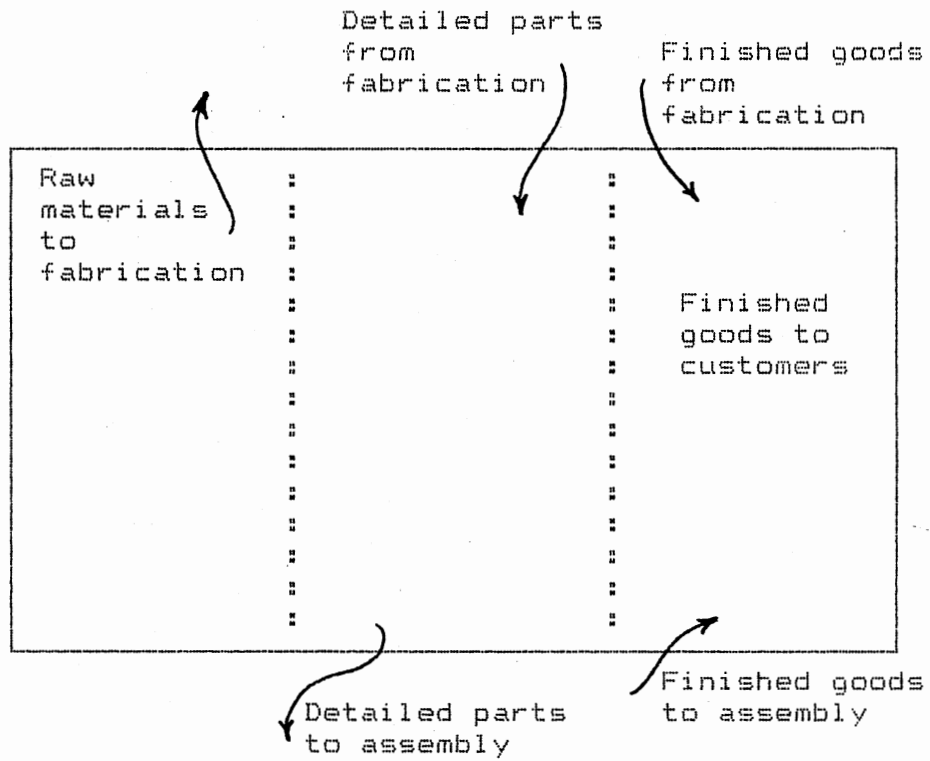 Detailed parts
from
fabrication
Finished goods
from
fabrication
Raw
materials
to
fabrication
Finished
goods to
customers
Detailed parts
to assembly
Finished goods
to assembly